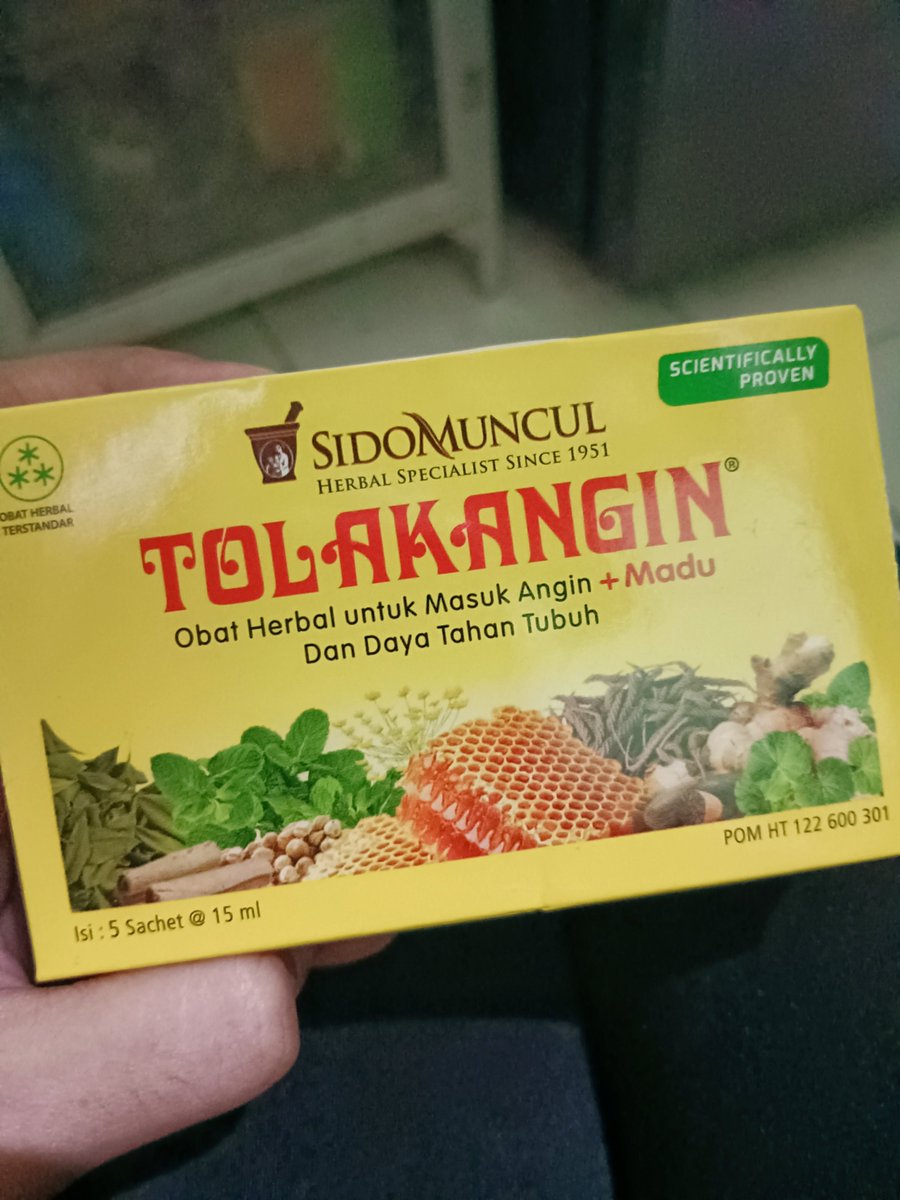 SCIENTIFICALLY
PROVEN
SIDOMUNCUL
HERBAL SPECIALIST SINCE 1951
OBAT HERBAL
TERSTANDAR
TOLAKANGIN®
Obat Herbal untuk Masuk Angin +Madu
Dan Daya Tahan Tubuh
POM HT 122 600 301
Isi : 5 Sachet @ 15 ml